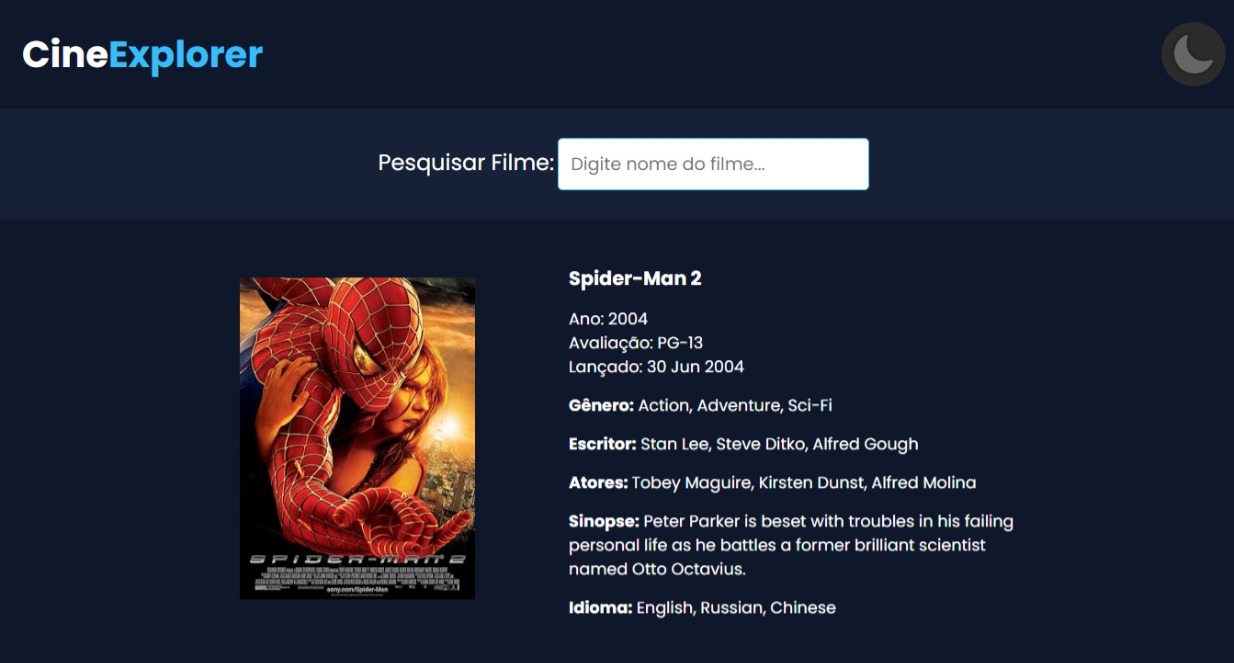 CineExplorer
Pesquisar Filme: Digite nome do filme...
Spider-Man 2
Ano: 2004
Avaliação: PG-13
Lançado: 30 Jun 2004
Gênero: Action, Adventure, Sci-Fi
Escritor: Stan Lee, Steve Ditko, Alfred Gough
Atores: Tobey Maguire, Kirsten Dunst, Alfred Molina
Sinopse: Peter Parker is beset with troubles in his failing
personal life as he battles a former brilliant scientist
named Otto Octavius.
Idioma: English, Russian, Chinese
SPIDER-MAN 2
sony.com/Spider-Man